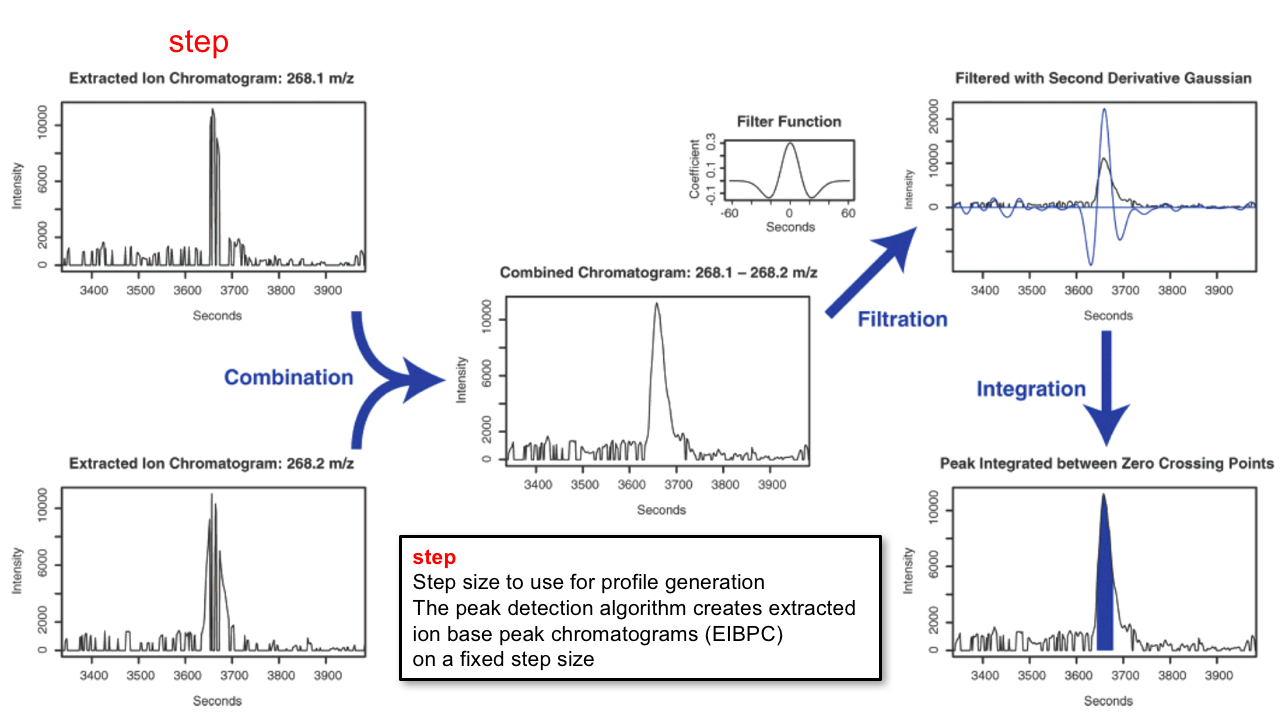 step
Extracted Ion Chromatogram: 268.1 m/z
Intensity
0 2000 6000 10000
3400 3500 3600 3700 3800 3900
Seconds
Combination
Extracted Ion Chromatogram: 268.2 m/z
Intensity
0 2000 6000 10000
3400 3500 3600 3700 3800 3900
Seconds
Filter Function
Coefficient
-0.1 0.1 0.3
-60 0 60
Seconds
Combined Chromatogram: 268.1 – 268.2 m/z
Intensity
0 2000 6000 10000
3400 3500 3600 3700 3800 3900
Seconds
step
Step size to use for profile generation
The peak detection algorithm creates extracted
ion base peak chromatograms (EIBPC)
on a fixed step size
Filtration
Filtered with Second Derivative Gaussian
Intensity
0 10000 20000
3400 3500 3600 3700 3800 3900
Seconds
Integration
Peak Integrated between Zero Crossing Points
Intensity
0 2000 6000 10000
3400 3500 3600 3700 3800 3900
Seconds